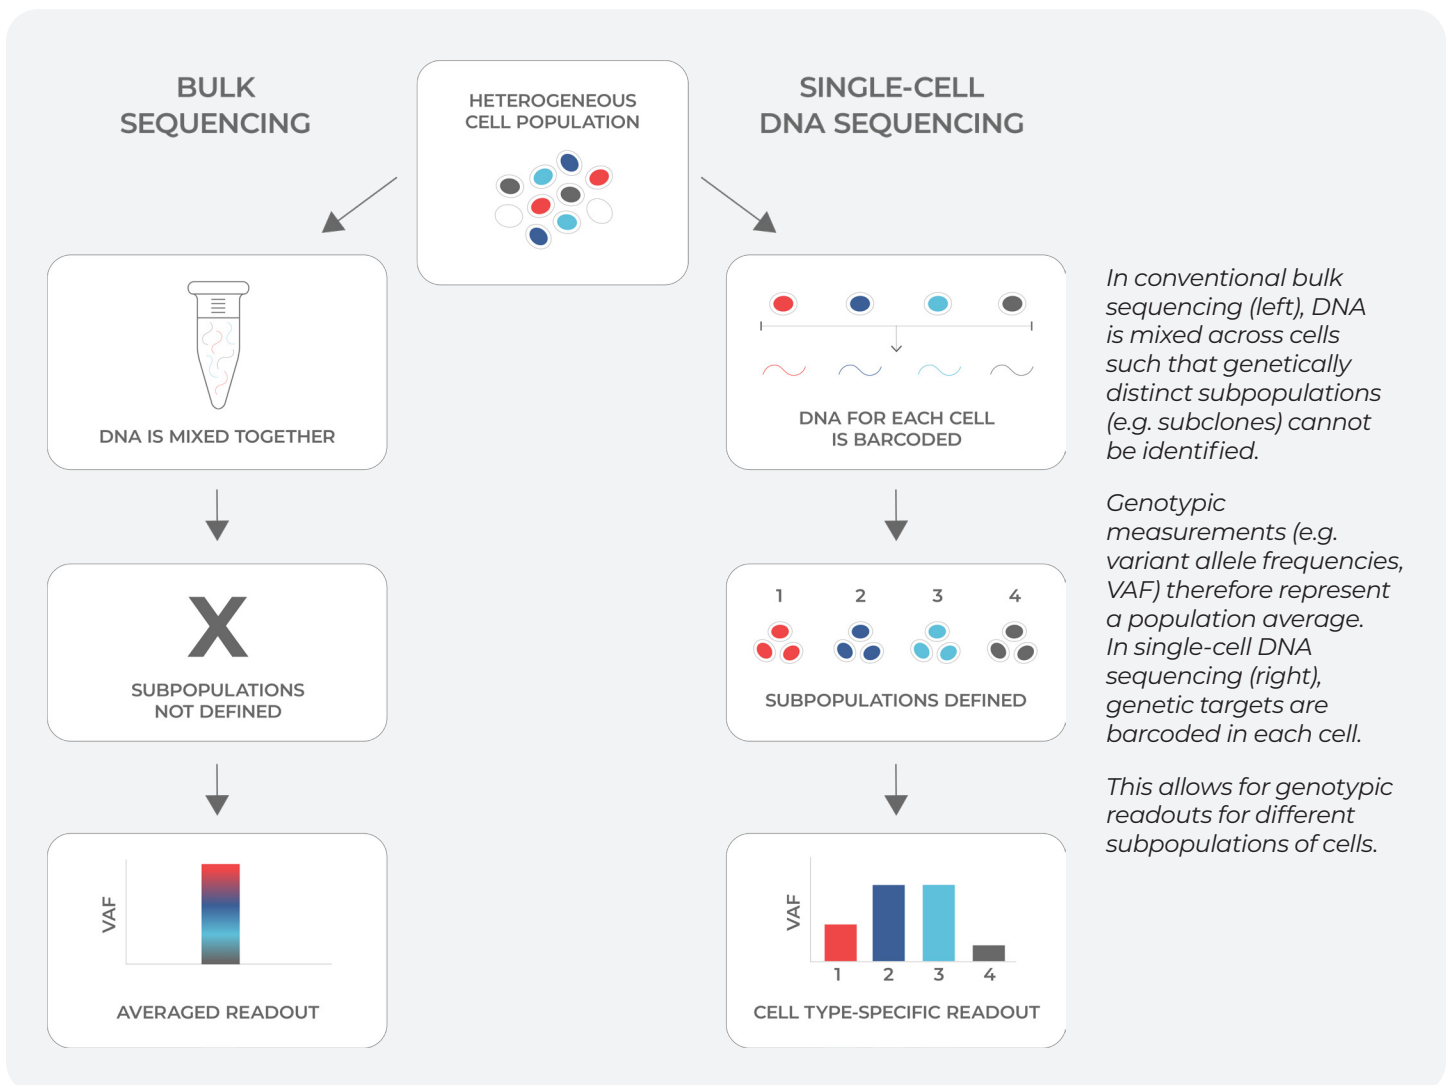 BULK
SEQUENCING
HETEROGENEOUS
CELL POPULATION
SINGLE-CELL
DNA SEQUENCING
DNA IS MIXED TOGETHER
X
SUBPOPULATIONS
NOT DEFINED
VAF
AVERAGED READOUT
DNA FOR EACH CELL
IS BARCODED
1 2 3 4
SUBPOPULATIONS DEFINED
VAF
1 2 3 4
CELL TYPE-SPECIFIC READOUT
In conventional bulk
sequencing (left), DNA
is mixed across cells
such that genetically
distinct subpopulations
(e.g. subclones) cannot
be identified.
Genotypic
measurements (e.g.
variant allele frequencies,
VAF) therefore represent
a population average.
In single-cell DNA
sequencing (right),
genetic targets are
barcoded in each cell.
This allows for genotypic
readouts for different
subpopulations of cells.